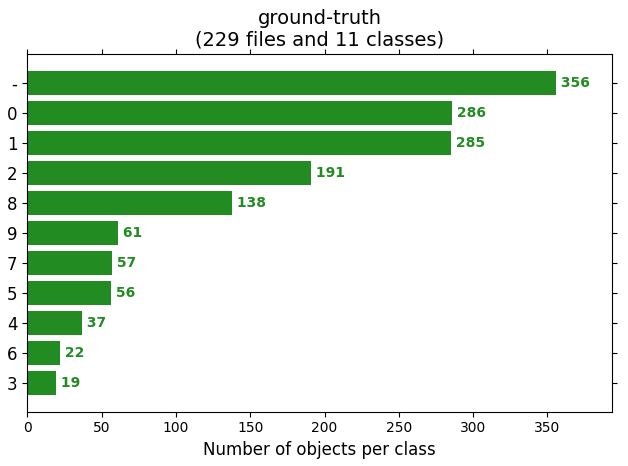 ground-truth
(229 files and 11 classes)
- 356
0 286
1 285
2 191
8 138
9 61
7 57
5 56
4 37
6 22
3 19
0 50 100 150 200 250 300 350
Number of objects per class